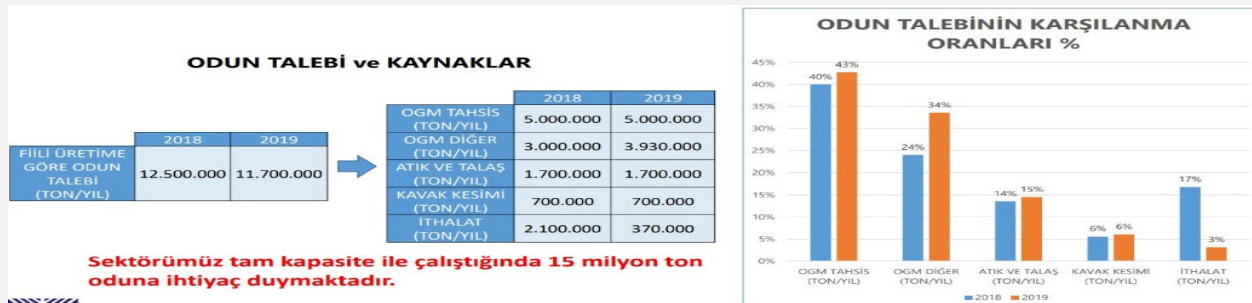 ODUN TALEBİ ve KAYNAKLAR
2018 2019
FİİLİ ÜRETİME
GÖRE ODUN
TALEBİ
(TON/YIL)
12.500.000 11.700.000
2018 2019
OGM TAHSİS
(TON/YIL)
5.000.000 5.000.000
OGM DİĞER
(TON/YIL)
3.000.000 3.930.000
ATIK VE TALAŞ
(TON/YIL)
1.700.000 1.700.000
KAVAK KESİMİ
(TON/YIL)
700.000 700.000
İTHALAT
(TON/YIL)
2.100.000 370.000
Sektörümüz tam kapasite ile çalıştığında 15 milyon ton
oduna ihtiyaç duymaktadır.
ODUN TALEBİNİN KARŞILANMA
ORANLARI %
45%
40%
35%
30%
25%
20%
15%
10%
5%
0%
40% 43%
24% 34%
14% 15%
6% 6%
17% 3%
OGM TAHSİS
(TON/YIL)
OGM DİĞER
(TON/YIL)
ATIK VE TALAŞ
(TON/YIL)
KAVAK KESİMİ
(TON/YIL)
İTHALAT
(TON/YIL)
2018 2019